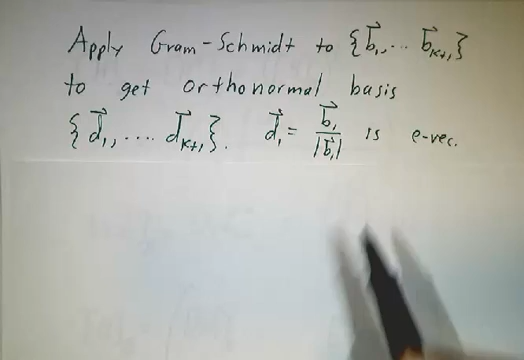 Apply Gram-Schmidt to {b⃗₁, ... b⃗ₖ₊₁}
to get orthonormal basis
{d⃗₁, .... d⃗ₖ₊₁}. d⃗₁ = b⃗₁/|b⃗₁| is e-vec.